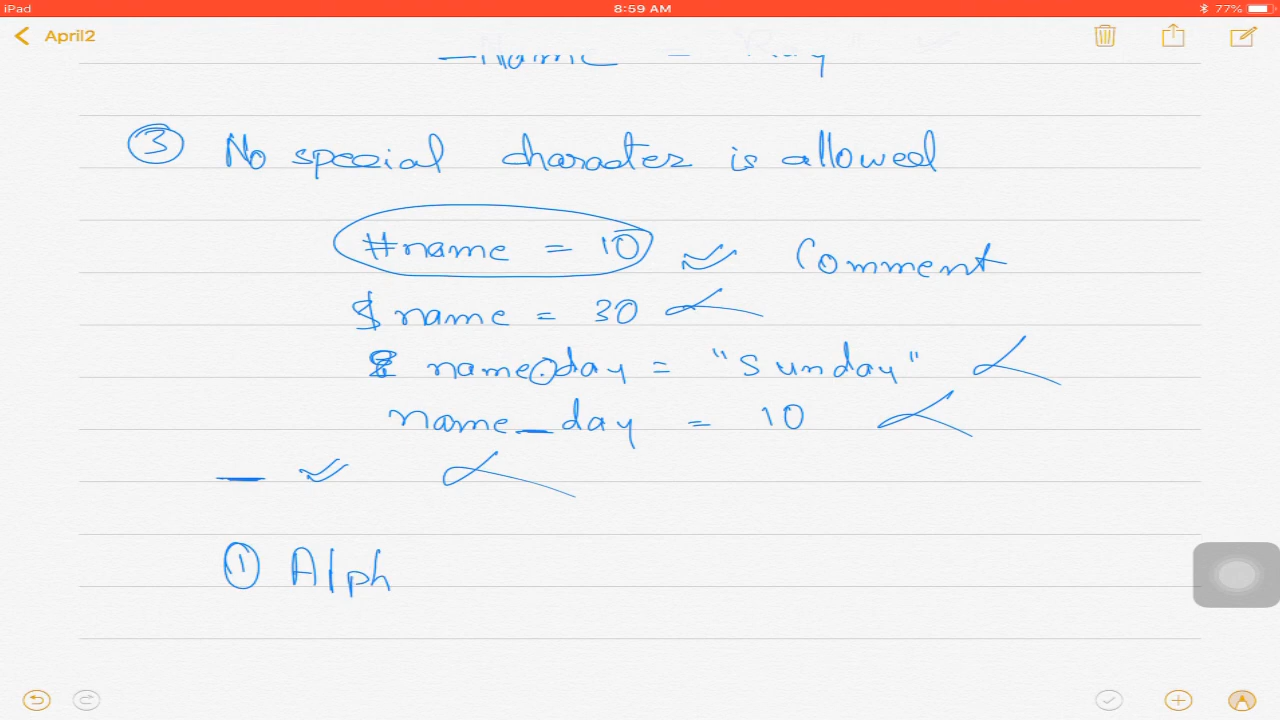 iPad 8:59 AM 77%
April2
3 No special character is allowed
#name = 10 Comment
$ name = 30
name.day = "Sunday"
name_day = 10
_
1 Alph